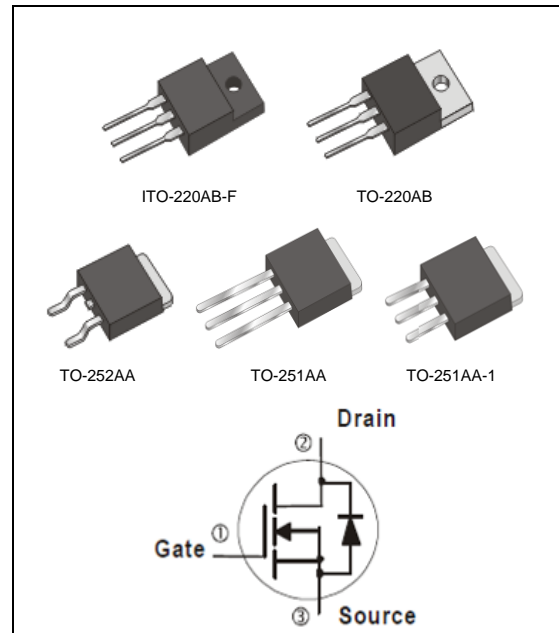 ITO-220AB-F
TO-220AB
TO-252AA
TO-251AA
TO-251AA-1
Drain
②
①
Gate
③
Source